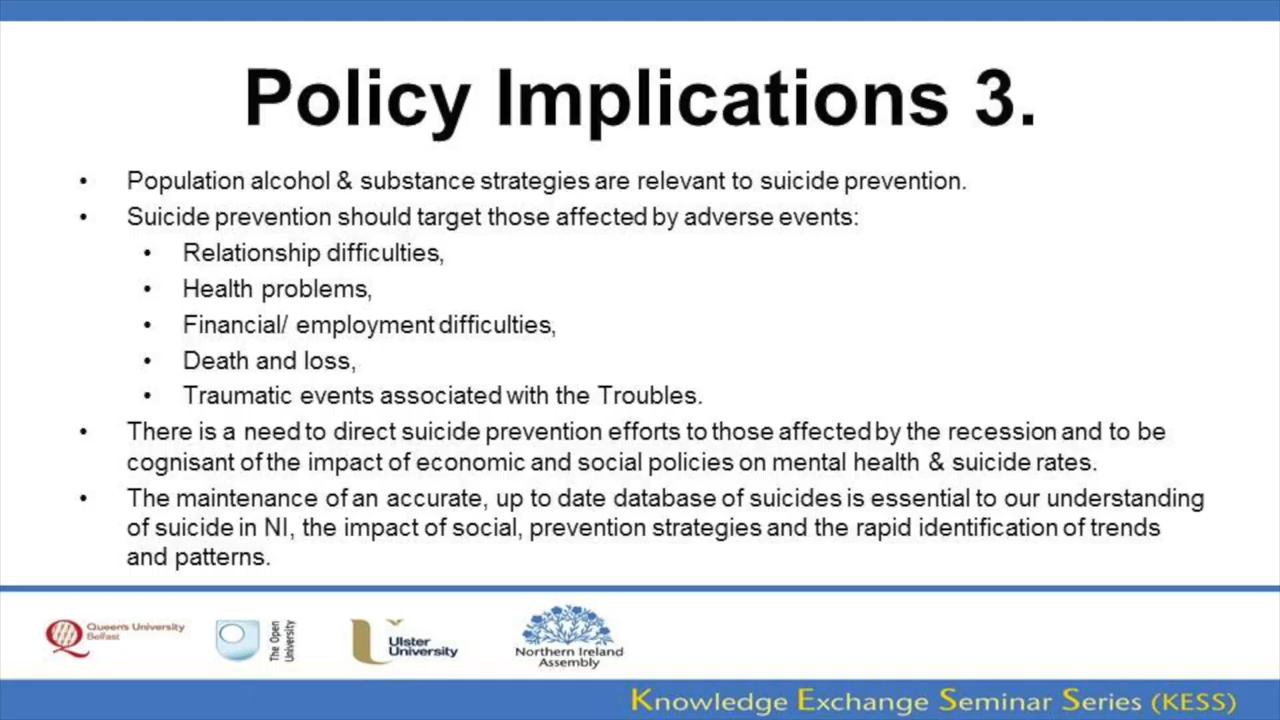 Policy Implications 3.
• Population alcohol & substance strategies are relevant to suicide prevention.
• Suicide prevention should target those affected by adverse events:
• Relationship difficulties,
• Health problems,
• Financial/ employment difficulties,
• Death and loss,
• Traumatic events associated with the Troubles.
• There is a need to direct suicide prevention efforts to those affected by the recession and to be
cognisant of the impact of economic and social policies on mental health & suicide rates.
• The maintenance of an accurate, up to date database of suicides is essential to our understanding
of suicide in NI, the impact of social, prevention strategies and the rapid identification of trends
and patterns.
Queen's University
Belfast
The Open
University
Ulster
University
Northern Ireland
Assembly
Knowledge Exchange Seminar Series (KESS)